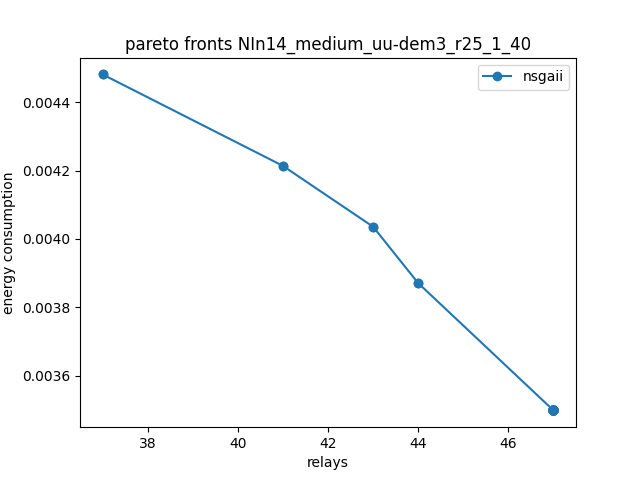 pareto fronts NIn14_medium_uu-dem3_r25_1_40
nsgaii
0.0044
0.0042
0.0040
0.0038
0.0036
energy consumption
38 40 42 44 46
relays